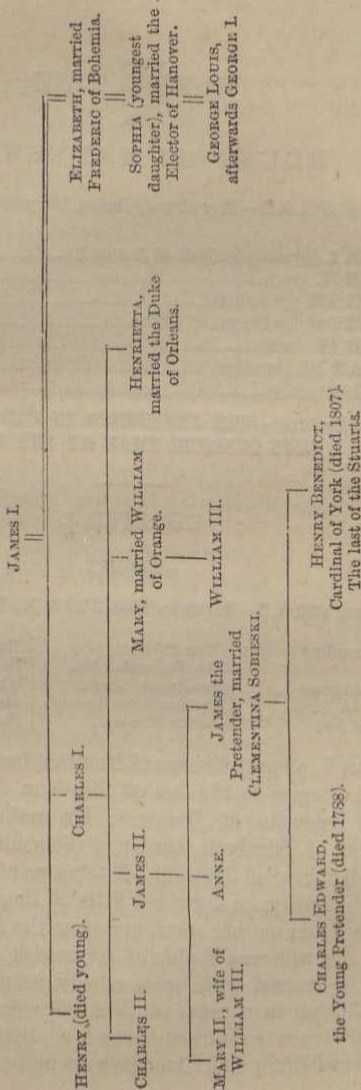 JAMES I.
HENRY (died young).
CHARLES I.
ELIZABETH, married
FREDERIC of Bohemia.
CHARLES II.
JAMES II.
MARY, married WILLIAM
of Orange.
HENRIETTA,
married the Duke
of Orleans.
SOPHIA (youngest
daughter), married the
Elector of Hanover.
MARY II., wife of
WILLIAM III.
ANNE.
JAMES the
Pretender, married
CLEMENTINA SOBIESKI.
WILLIAM III.
GEORGE LOUIS,
afterwards GEORGE I.
CHARLES EDWARD,
the Young Pretender (died 1788).
HENRY BENEDICT,
Cardinal of York (died 1807).
The last of the Stuarts.